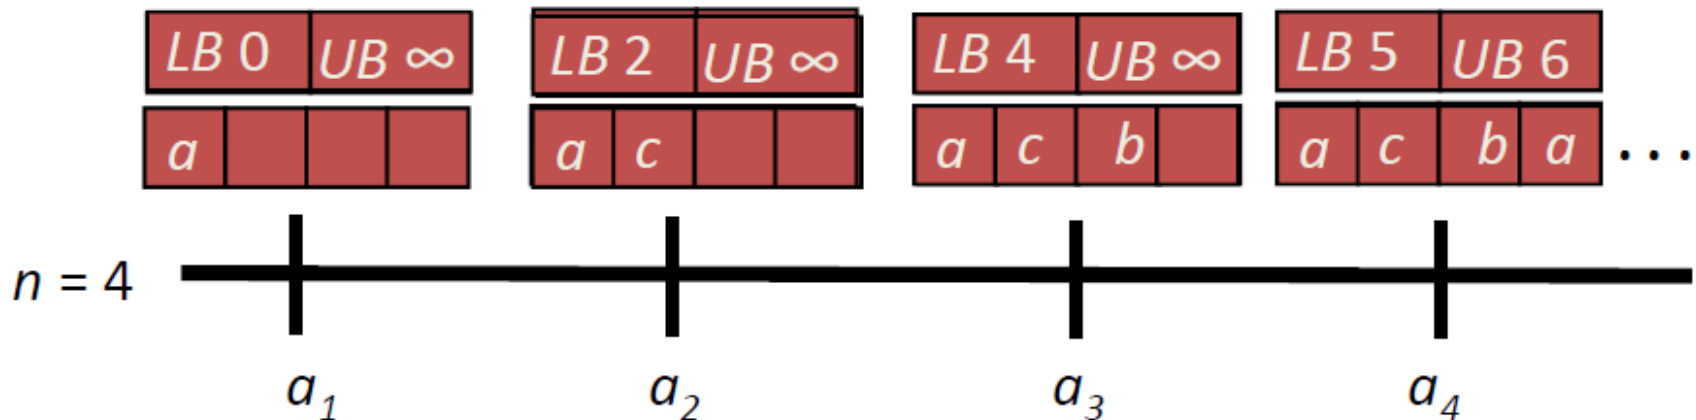 LB 0 UB ∞ LB 2 UB ∞ LB 4 UB ∞ LB 5 UB 6
a a c a c b a c b a ...
n = 4
a₁ a₂ a₃ a₄